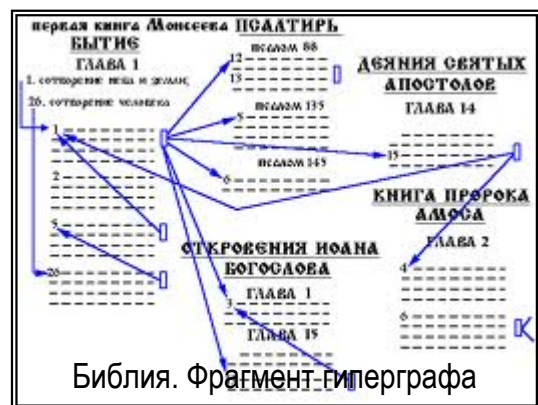 первая книга Моисеева
БЫТИЕ
ГЛАВА 1
1. сотворение неба и земли;
26. сотворение человека
1
2
5
26
ПСАЛТИРЬ
псалом 88
12
13
псалом 135
5
псалом 145
6
ДЕЯНИЯ СВЯТЫХ
АПОСТОЛОВ
ГЛАВА 14
15
КНИГА ПРОРОКА
АМОСА
ГЛАВА 2
4
6
ОТКРОВЕНИЯ ИОАНА
БОГОСЛОВА
ГЛАВА 1
3
ГЛАВА 15
Библия. Фрагмент гиперграфа